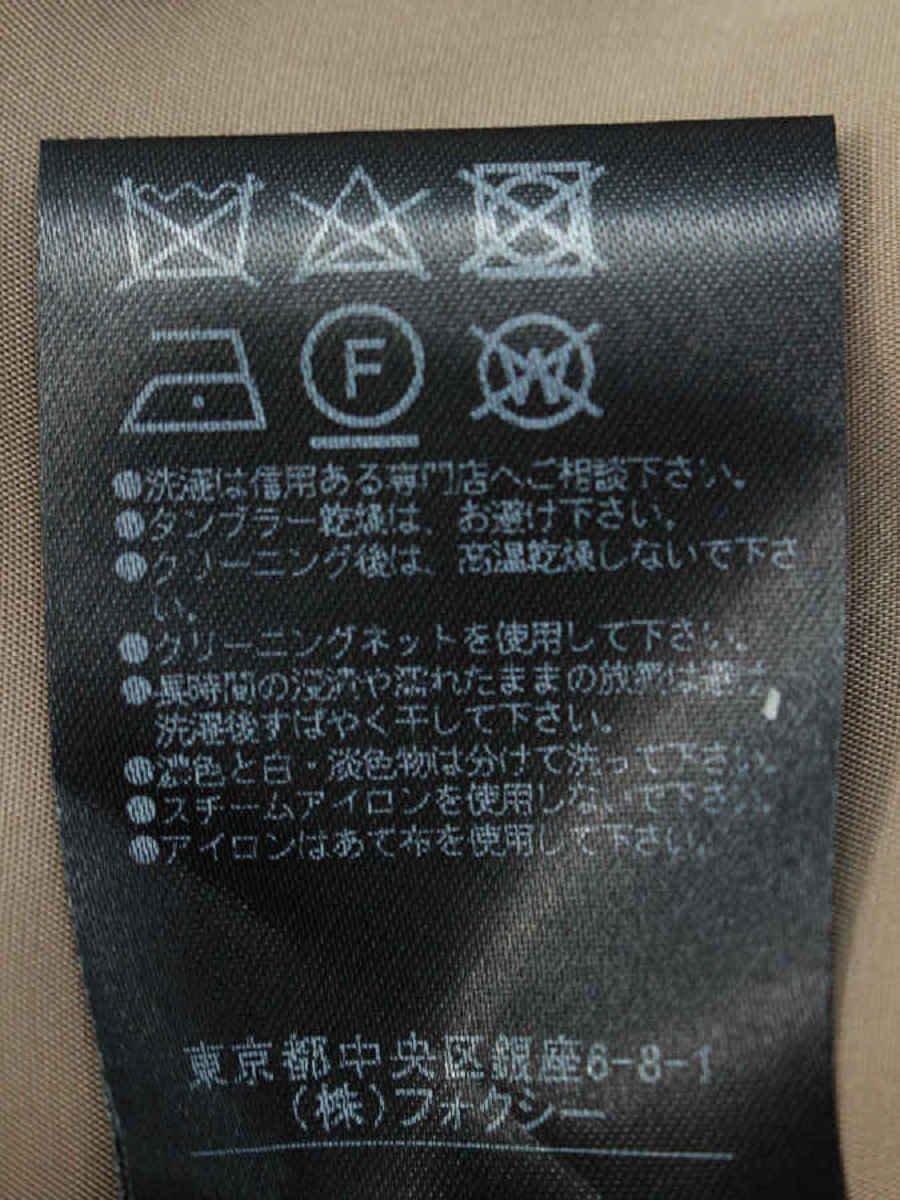 F
W
●洗濯は信用ある専門店へご相談下さい。
●タンブラー乾燥は、お避け下さい。
●クリーニング後は、高温乾燥しないで下さ
い。
●クリーニングネットを使用して下さい。
●長時間の浸漬や濡れたままの放置は避け
洗濯後すばやく干して下さい。
●濃色と白・淡色物は分けて洗って下さい。
●スチームアイロンを使用しないで下さい。
●アイロンはあて布を使用して下さい。
東京都中央区銀座6-8-1
(株)フォクシー